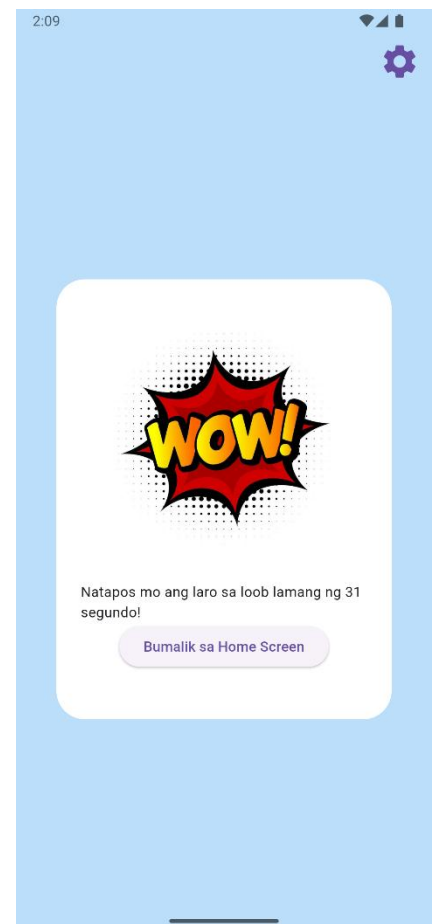 2:09
WOW!
Natapos mo ang laro sa loob lamang ng 31
segundo!
Bumalik sa Home Screen